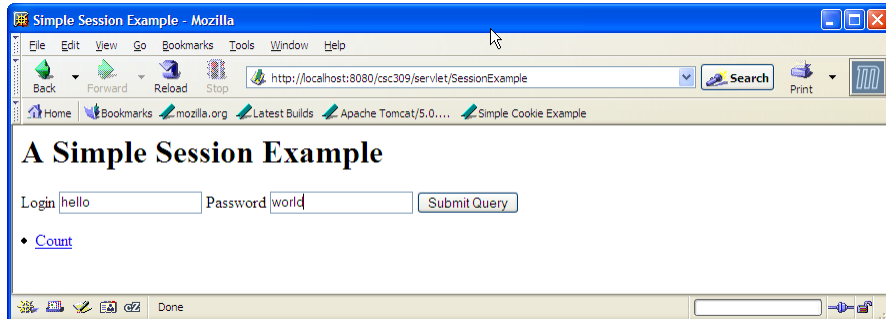 Simple Session Example - Mozilla
File Edit View Go Bookmarks Tools Window Help
Back Forward Reload Stop http://localhost:8080/csc309/servlet/SessionExample Search Print
Home Bookmarks mozilla.org Latest Builds Apache Tomcat/5.0.... Simple Cookie Example
A Simple Session Example
Login hello Password world Submit Query
Count
Done